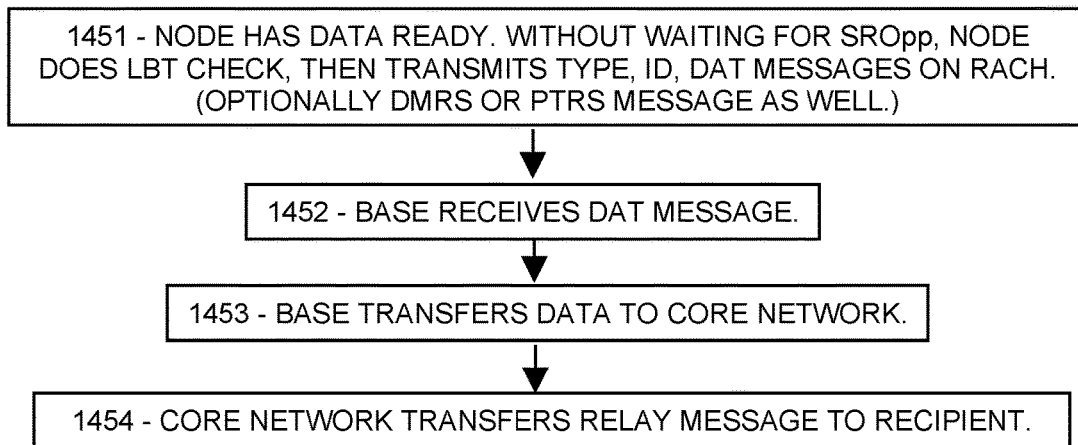 1451 - NODE HAS DATA READY. WITHOUT WAITING FOR SROpp, NODE
DOES LBT CHECK, THEN TRANSMITS TYPE, ID, DAT MESSAGES ON RACH.
(OPTIONALLY DMRS OR PTRS MESSAGE AS WELL.)
1452 - BASE RECEIVES DAT MESSAGE.
1453 - BASE TRANSFERS DATA TO CORE NETWORK.
1454 - CORE NETWORK TRANSFERS RELAY MESSAGE TO RECIPIENT.